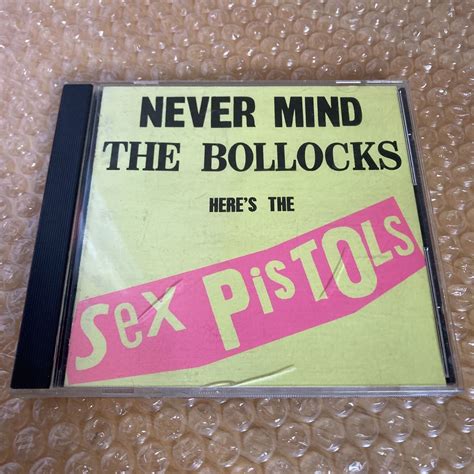 NEVER MIND
THE BOLLOCKS
HERE'S THE
Sex PisTOls